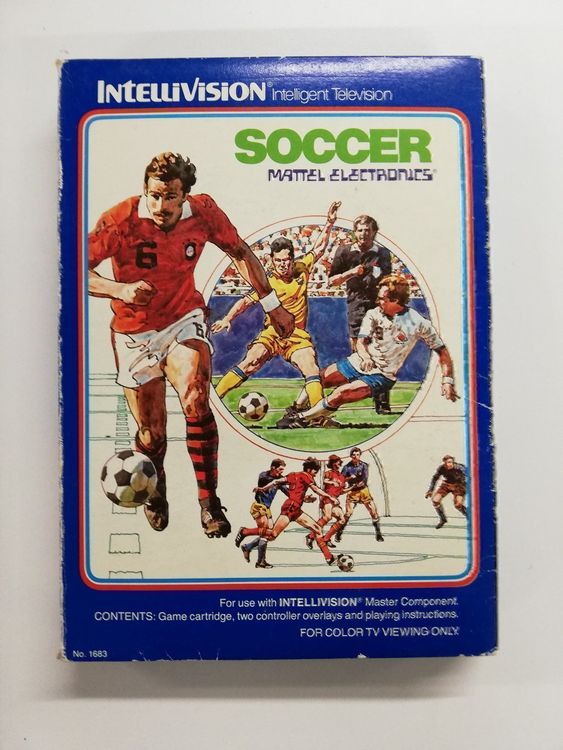 INTELLIVISION® Intelligent Television
SOCCER
MATTEL ELECTRONICS®
6
6
For use with INTELLIVISION® Master Component.
CONTENTS: Game cartridge, two controller overlays and playing instructions.
FOR COLOR TV VIEWING ONLY.
No. 1683